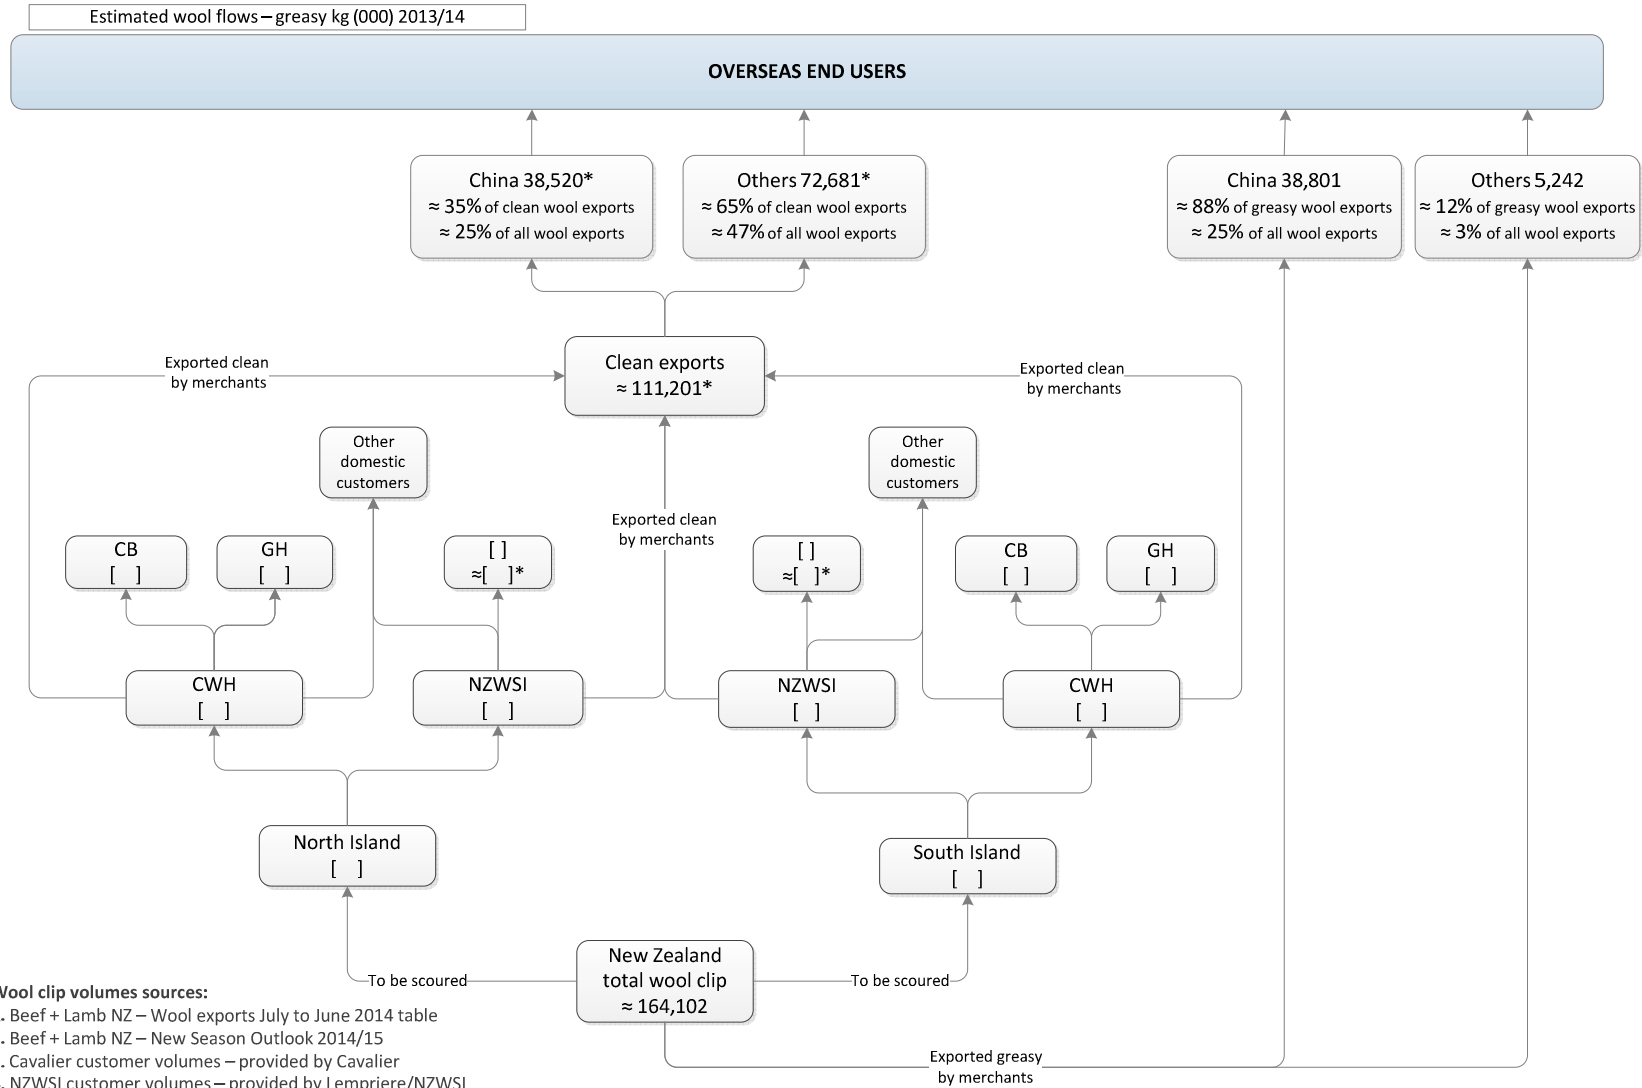 Estimated wool flows – greasy kg (000) 2013/14
OVERSEAS END USERS
China 38,520*
≈ 35% of clean wool exports
≈ 25% of all wool exports
Others 72,681*
≈ 65% of clean wool exports
≈ 47% of all wool exports
China 38,801
≈ 88% of greasy wool exports
≈ 25% of all wool exports
Others 5,242
≈ 12% of greasy wool exports
≈ 3% of all wool exports
Clean exports
≈ 111,201*
Exported clean
by merchants
Exported clean
by merchants
Other
domestic
customers
Other
domestic
customers
Exported clean
by merchants
CB
[ ]
GH
[ ]
[ ]
≈[ ]*
[ ]
≈[ ]*
CB
[ ]
GH
[ ]
CWH
[ ]
NZWSI
[ ]
NZWSI
[ ]
CWH
[ ]
North Island
[ ]
South Island
[ ]
To be scoured
New Zealand
total wool clip
≈ 164,102
To be scoured
Exported greasy
by merchants
Wool clip volumes sources:
. Beef + Lamb NZ – Wool exports July to June 2014 table
. Beef + Lamb NZ – New Season Outlook 2014/15
. Cavalier customer volumes – provided by Cavalier
. NZWSI customer volumes – provided by Lempriere/NZWSI